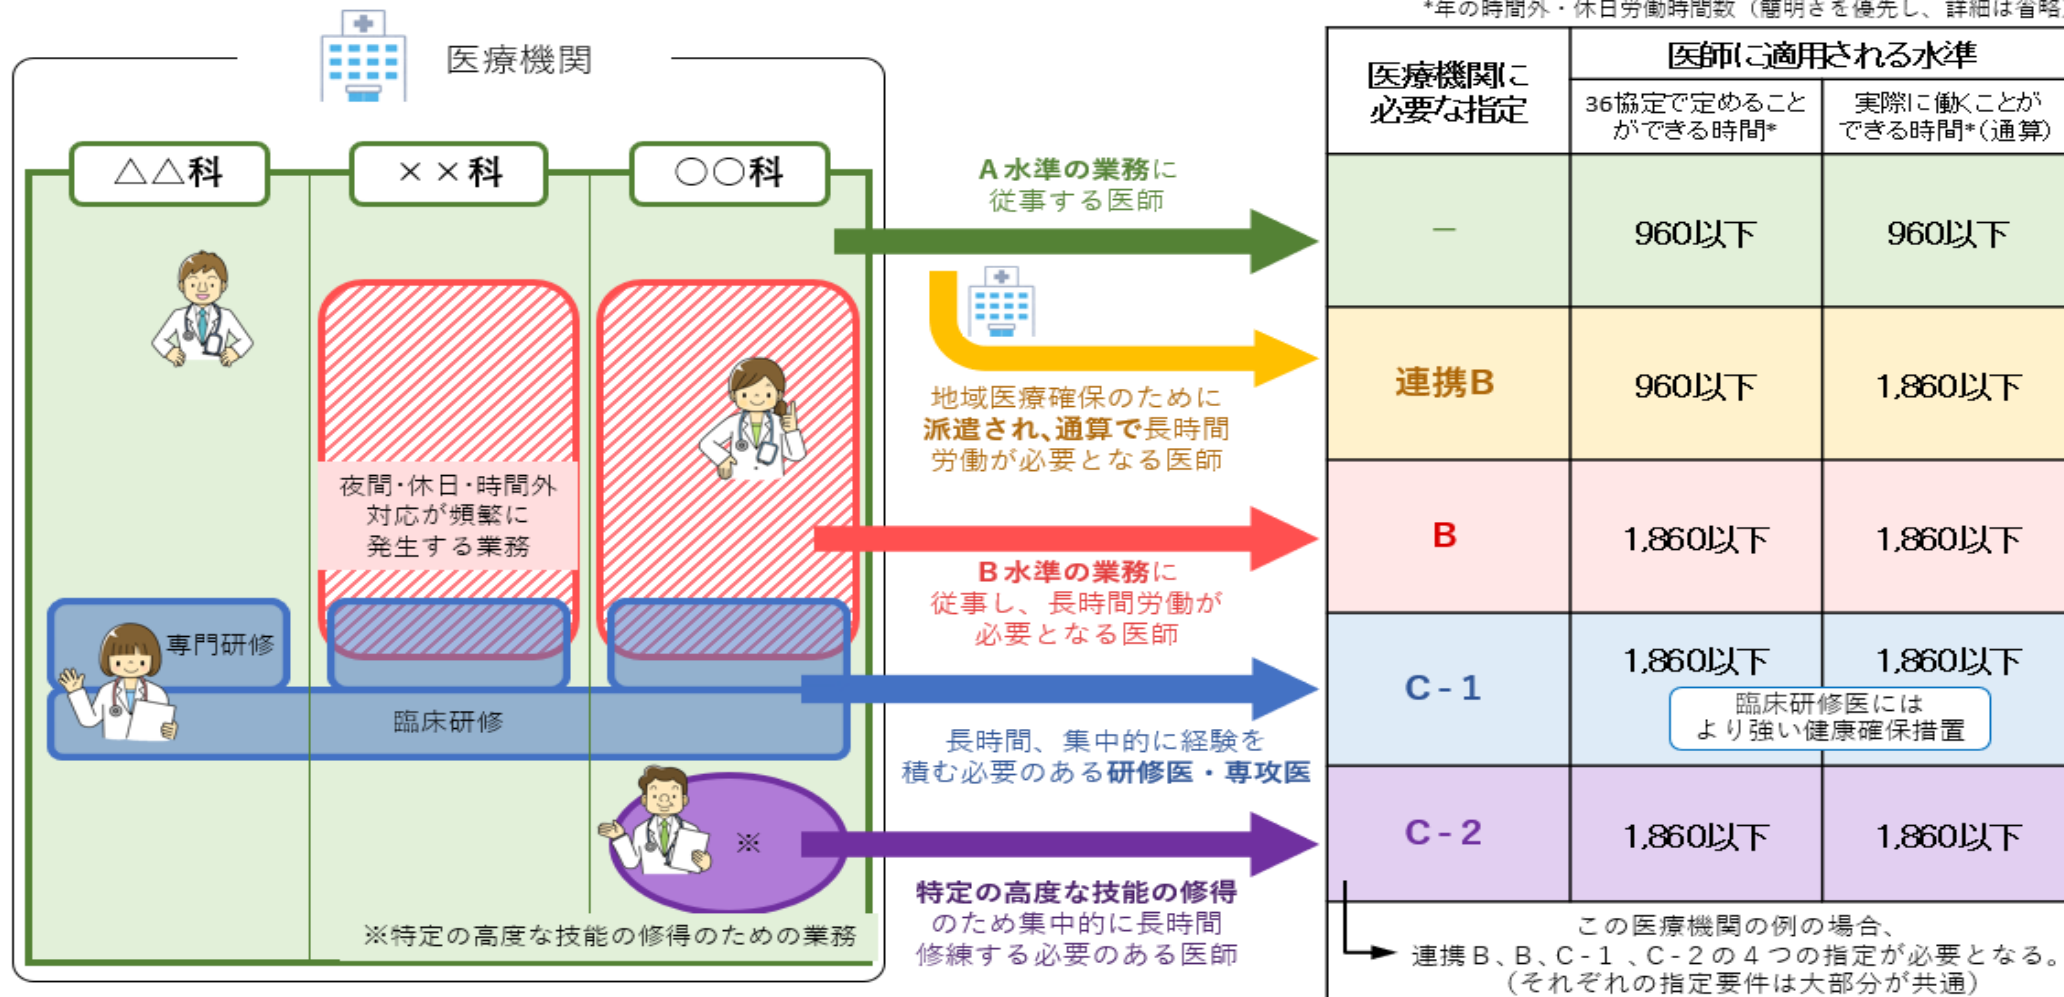 *年の時間外・休日労働時間数（簡明さを優先し、詳細は省略
医療機関
△△科
××科
○○科
夜間･休日･時間外
対応が頻繁に
発生する業務
専門研修
臨床研修
※
※特定の高度な技能の修得のための業務
A水準の業務に
従事する医師
地域医療確保のために
派遣され、通算で長時間
労働が必要となる医師
B水準の業務に
従事し、長時間労働が
必要となる医師
長時間、集中的に経験を
積む必要のある研修医・専攻医
特定の高度な技能の修得
のため集中的に長時間
修練する必要のある医師
医療機関に
必要な指定
医師に適用される水準
36協定で定めること
ができる時間*
実際に働くことが
できる時間*（通算）
－
960以下
960以下
連携B
960以下
1,860以下
B
1,860以下
1,860以下
C-1
1,860以下
1,860以下
臨床研修医には
より強い健康確保措置
C-2
1,860以下
1,860以下
この医療機関の例の場合、
連携B、B、C-1、C-2の4つの指定が必要となる。
（それぞれの指定要件は大部分が共通）